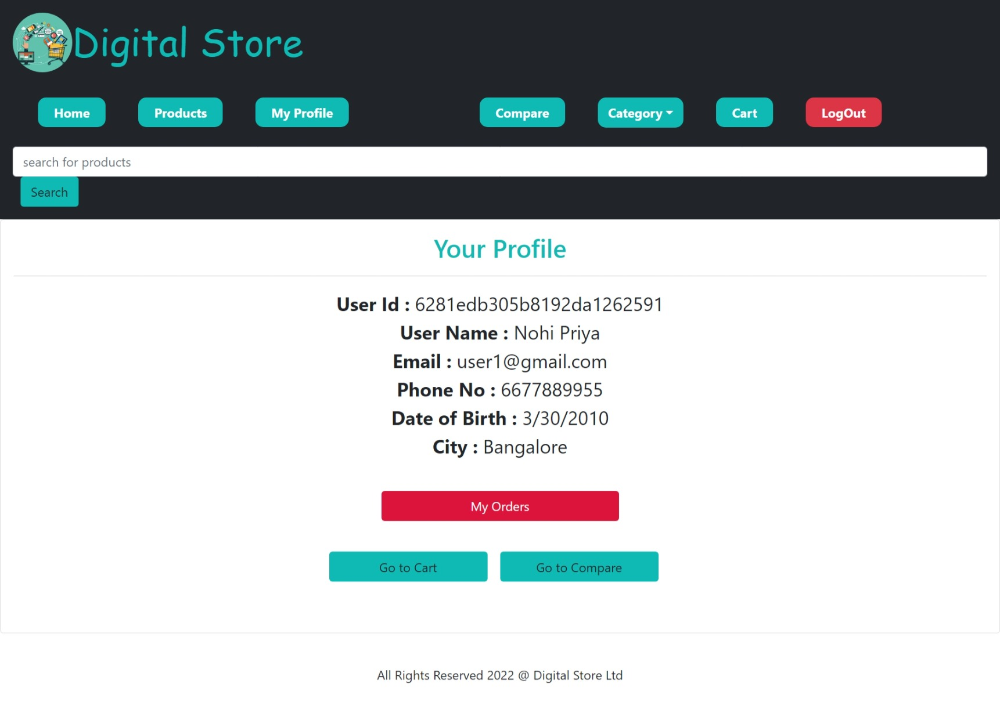 Digital Store
Home Products My Profile Compare Category Cart LogOut
search for products
Search
Your Profile
User Id : 6281edb305b8192da1262591
User Name : Nohi Priya
Email : user1@gmail.com
Phone No : 6677889955
Date of Birth : 3/30/2010
City : Bangalore
My Orders
Go to Cart Go to Compare
All Rights Reserved 2022 @ Digital Store Ltd